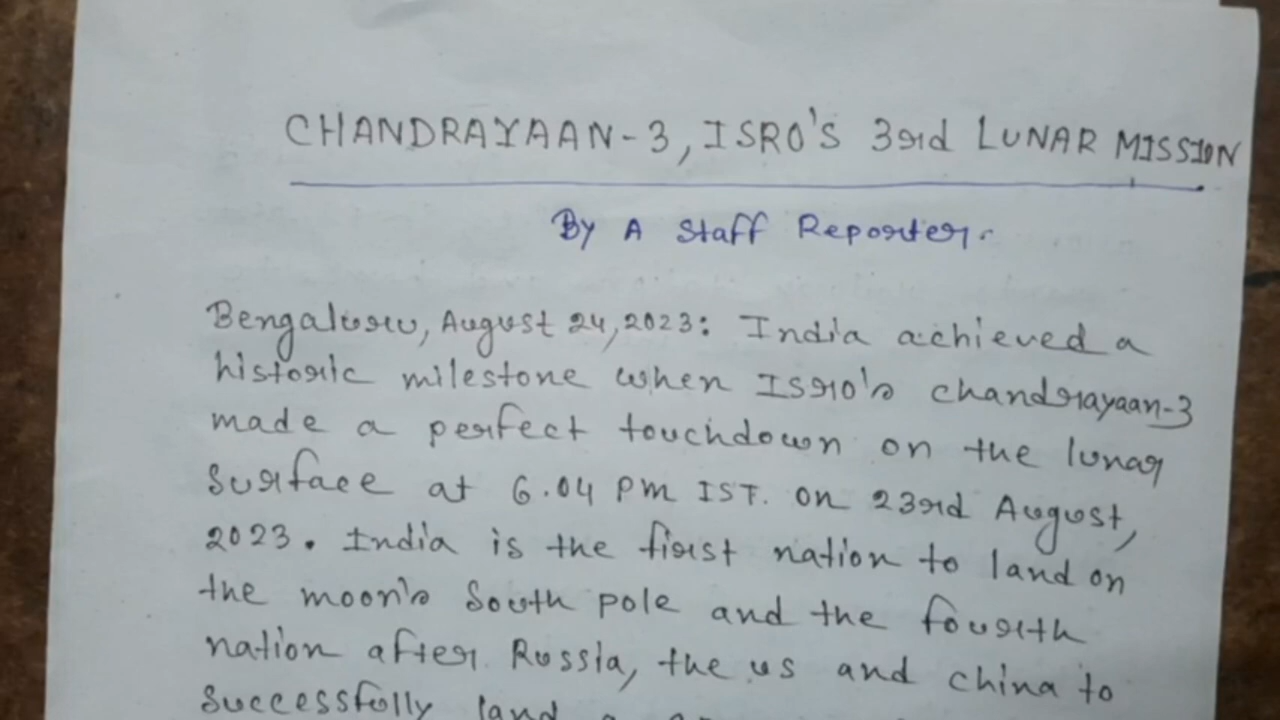 CHANDRAYAAN-3, ISRO'S 3rd LUNAR MISSION
By A Staff Reporter.
Bengaluru, August 24, 2023: India achieved a
historic milestone when ISro's chandrayaan-3
made a perfect touchdown on the lunar
surface at 6.04 PM IST. on 23rd August,
2023. India is the first nation to land on
the moon's South pole and the fourth
nation after Russia, the us and china to
successfully land a